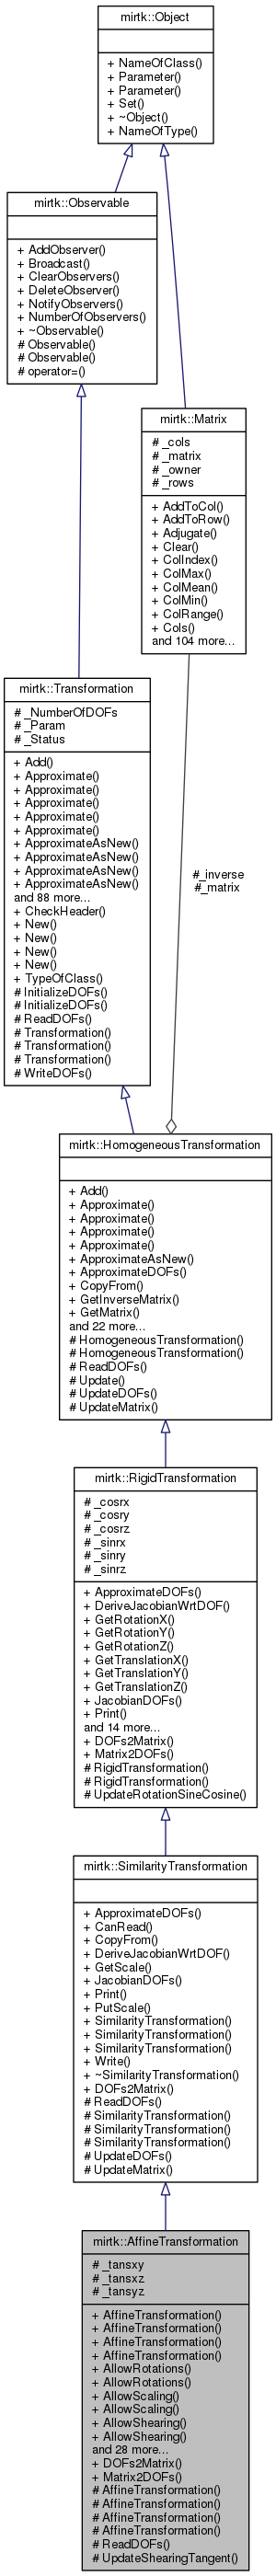 mirtk::Object
+ NameOfClass()
+ Parameter()
+ Parameter()
+ Set()
+ ~Object()
+ NameOfType()
mirtk::Observable
+ AddObserver()
+ Broadcast()
+ ClearObservers()
+ DeleteObserver()
+ NotifyObservers()
+ NumberOfObservers()
+ ~Observable()
# Observable()
# Observable()
# operator=()
mirtk::Matrix
# _cols
# _matrix
# _owner
# _rows
+ AddToCol()
+ AddToRow()
+ Adjugate()
+ Clear()
+ ColIndex()
+ ColMax()
+ ColMean()
+ ColMin()
+ ColRange()
+ Cols()
and 104 more...
mirtk::Transformation
# _NumberOfDOFs
# _Param
# _Status
+ Add()
+ Approximate()
+ Approximate()
+ Approximate()
+ Approximate()
+ Approximate()
+ ApproximateAsNew()
+ ApproximateAsNew()
+ ApproximateAsNew()
+ ApproximateAsNew()
and 88 more...
+ CheckHeader()
+ New()
+ New()
+ New()
+ New()
+ TypeOfClass()
# InitializeDOFs()
# InitializeDOFs()
# ReadDOFs()
# Transformation()
# Transformation()
# Transformation()
# WriteDOFs()
#_inverse
#_matrix
mirtk::HomogeneousTransformation
+ Add()
+ Approximate()
+ Approximate()
+ Approximate()
+ Approximate()
+ ApproximateAsNew()
+ ApproximateDOFs()
+ CopyFrom()
+ GetInverseMatrix()
+ GetMatrix()
and 22 more...
# HomogeneousTransformation()
# HomogeneousTransformation()
# ReadDOFs()
# Update()
# UpdateDOFs()
# UpdateMatrix()
mirtk::RigidTransformation
# _cosrx
# _cosry
# _cosrz
# _sinrx
# _sinry
# _sinrz
+ ApproximateDOFs()
+ DeriveJacobianWrtDOF()
+ GetRotationX()
+ GetRotationY()
+ GetRotationZ()
+ GetTranslationX()
+ GetTranslationY()
+ GetTranslationZ()
+ JacobianDOFs()
+ Print()
and 14 more...
+ DOFs2Matrix()
+ Matrix2DOFs()
# RigidTransformation()
# RigidTransformation()
# UpdateRotationSineCosine()
mirtk::SimilarityTransformation
+ ApproximateDOFs()
+ CanRead()
+ CopyFrom()
+ DeriveJacobianWrtDOF()
+ GetScale()
+ JacobianDOFs()
+ Print()
+ PutScale()
+ SimilarityTransformation()
+ SimilarityTransformation()
+ SimilarityTransformation()
+ Write()
+ ~SimilarityTransformation()
+ DOFs2Matrix()
# ReadDOFs()
# SimilarityTransformation()
# SimilarityTransformation()
# SimilarityTransformation()
# UpdateDOFs()
# UpdateMatrix()
mirtk::AffineTransformation
# _tansxy
# _tansxz
# _tansyz
+ AffineTransformation()
+ AffineTransformation()
+ AffineTransformation()
+ AffineTransformation()
+ AllowRotations()
+ AllowRotations()
+ AllowScaling()
+ AllowScaling()
+ AllowShearing()
+ AllowShearing()
and 28 more...
+ DOFs2Matrix()
+ Matrix2DOFs()
# AffineTransformation()
# AffineTransformation()
# AffineTransformation()
# AffineTransformation()
# ReadDOFs()
# UpdateShearingTangent()